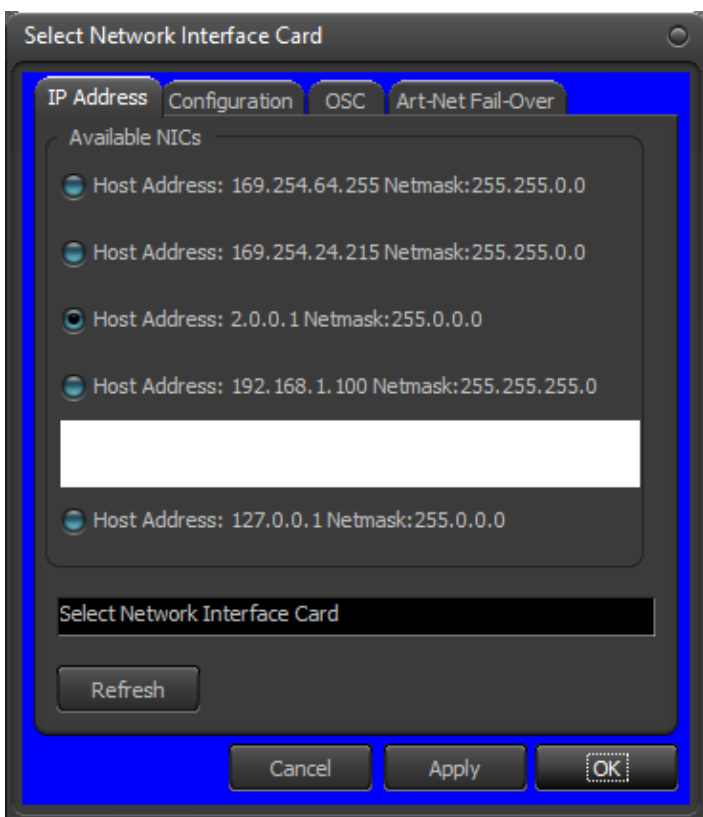 Select Network Interface Card
IP Address Configuration OSC Art-Net Fail-Over
Available NICs
Host Address: 169.254.64.255 Netmask:255.255.0.0
Host Address: 169.254.24.215 Netmask:255.255.0.0
Host Address: 2.0.0.1 Netmask:255.0.0.0
Host Address: 192.168.1.100 Netmask:255.255.255.0
Host Address: 127.0.0.1 Netmask:255.0.0.0
Select Network Interface Card
Refresh
Cancel Apply OK